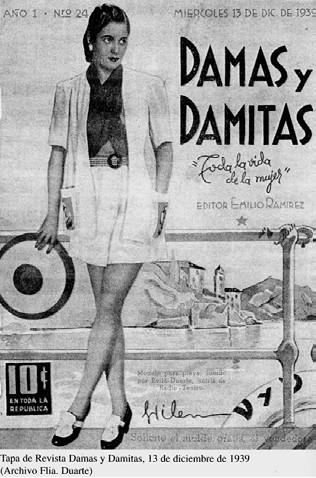 AÑO 1 · Nro 24
MIERCOLES 13 DE DIC. DE 1939
DAMAS y
DAMITAS
"Toda la vida
de la mujer"
EDITOR EMILIO RAMIREZ
10¢
EN TODA LA
REPUBLICA
Modelo para playa, lucido
por Evita Duarte, actriz de
Radio-Teatro.
Solicite el molde gratis al vendedor
Tapa de Revista Damas y Damitas, 13 de diciembre de 1939
(Archivo Flia. Duarte)